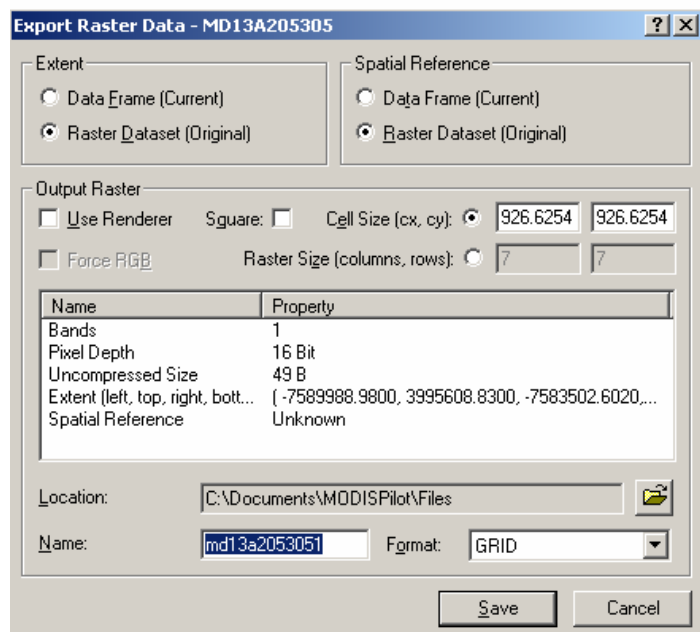 Export Raster Data - MD13A205305
Extent
Data Frame (Current)
Raster Dataset (Original)
Spatial Reference
Data Frame (Current)
Raster Dataset (Original)
Output Raster
Use Renderer Square: Cell Size (cx, cy): 926.6254 926.6254
Force RGB Raster Size (columns, rows): 7 7
Name Property
Bands 1
Pixel Depth 16 Bit
Uncompressed Size 49 B
Extent (left, top, right, bott... ( -7589988.9800, 3995608.8300, -7583502.6020,...
Spatial Reference Unknown
Location: C:\Documents\MODISPilot\Files
Name: md13a2053051 Format: GRID
Save Cancel